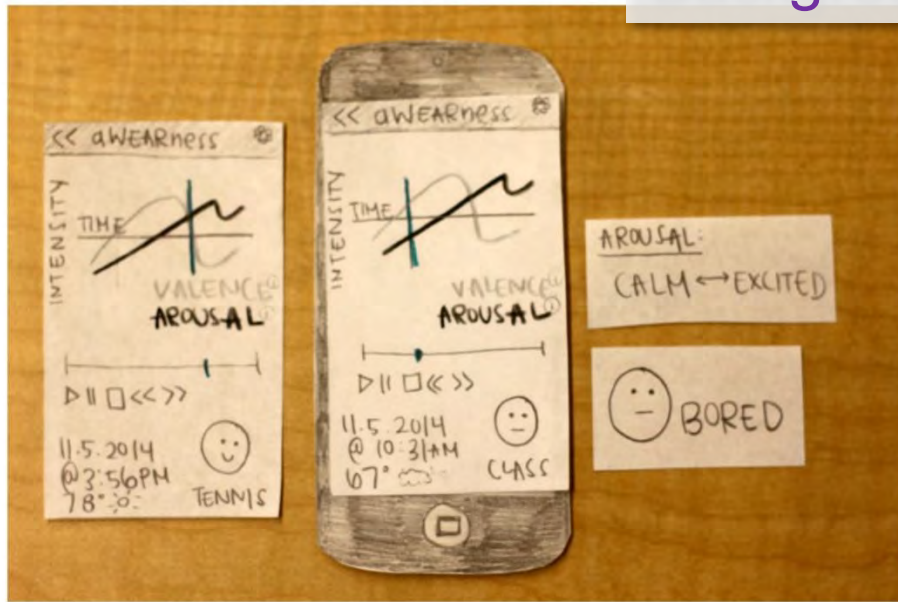 << aWEARness
INTENSITY
TIME
VALENCE
AROUSAL
11.5.2014
@3:56PM
78°
TENNIS
<< aWEARness
INTENSITY
TIME
VALENCE
AROUSAL
11.5.2014
@ 10:31AM
67°
CLASS
AROUSAL:
CALM ↔ EXCITED
BORED